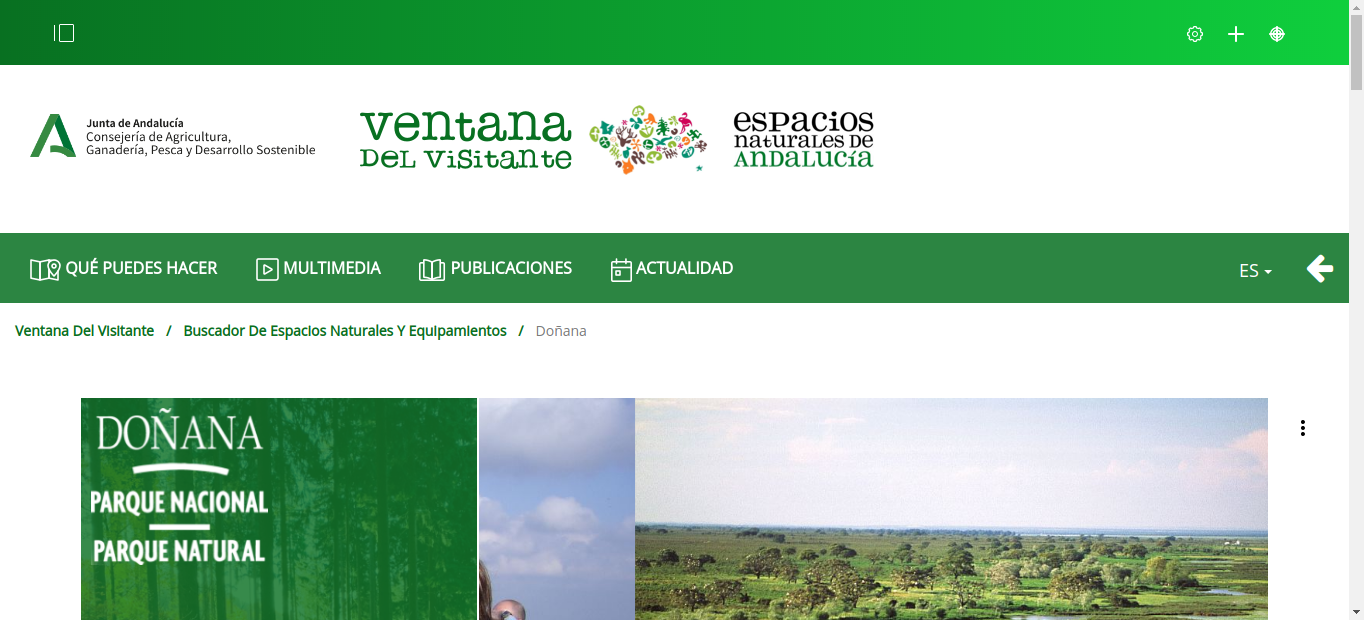 Junta de Andalucía
Consejería de Agricultura,
Ganadería, Pesca y Desarrollo Sostenible
ventana
DEL VISITANTE
espacios
naturales DE
ANDALUCÍA
QUÉ PUEDES HACER
MULTIMEDIA
PUBLICACIONES
ACTUALIDAD
ES
Ventana Del Visitante / Buscador De Espacios Naturales Y Equipamientos / Doñana
DOÑANA
PARQUE NACIONAL
PARQUE NATURAL